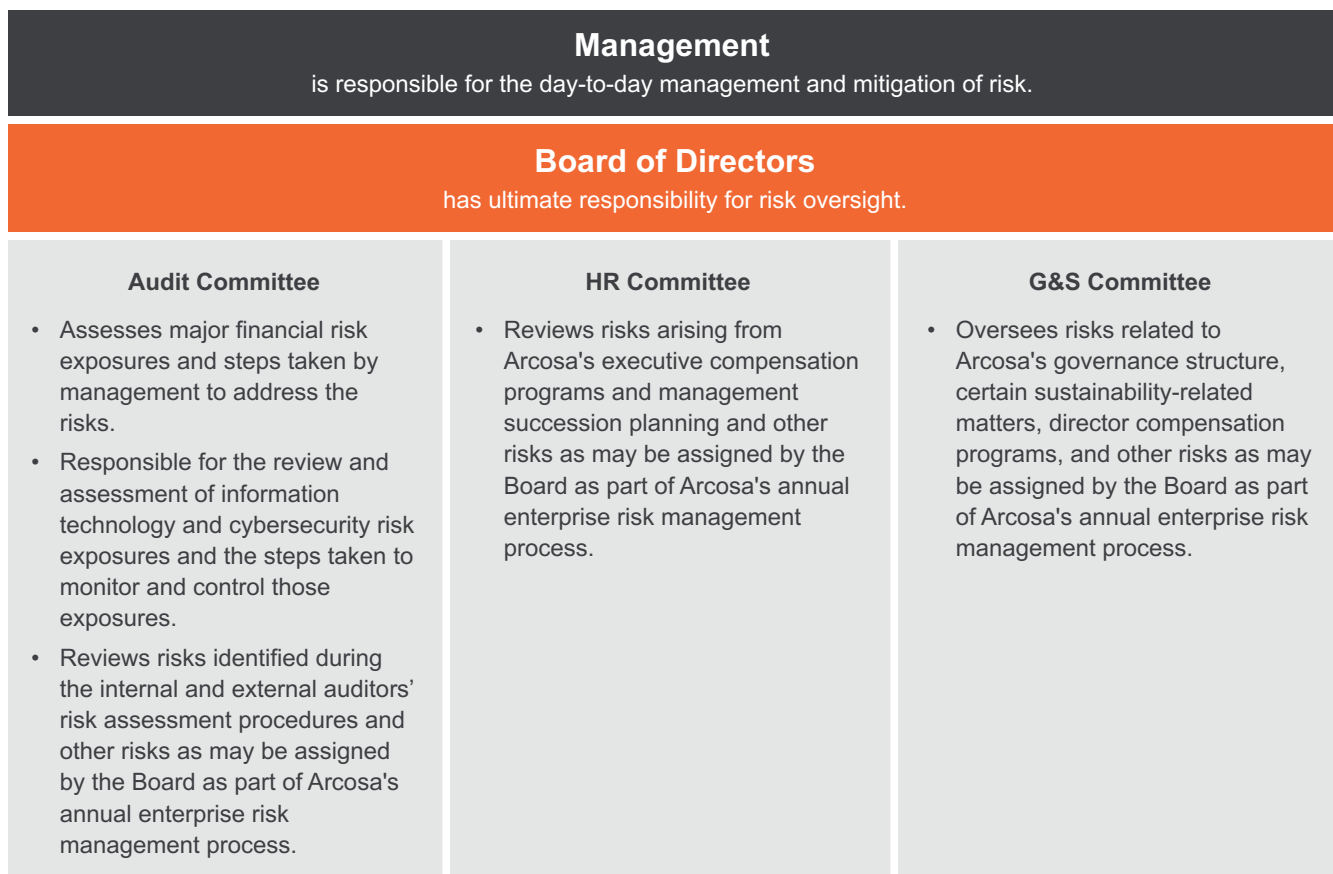 Management
is responsible for the day-to-day management and mitigation of risk.
Board of Directors
has ultimate responsibility for risk oversight.
Audit Committee
• Assesses major financial risk
exposures and steps taken by
management to address the
risks.
• Responsible for the review and
assessment of information
technology and cybersecurity risk
exposures and the steps taken to
monitor and control those
exposures.
• Reviews risks identified during
the internal and external auditors’
risk assessment procedures and
other risks as may be assigned
by the Board as part of Arcosa's
annual enterprise risk
management process.
HR Committee
• Reviews risks arising from
Arcosa's executive compensation
programs and management
succession planning and other
risks as may be assigned by the
Board as part of Arcosa's annual
enterprise risk management
process.
G&S Committee
• Oversees risks related to
Arcosa's governance structure,
certain sustainability-related
matters, director compensation
programs, and other risks as may
be assigned by the Board as part
of Arcosa's annual enterprise risk
management process.